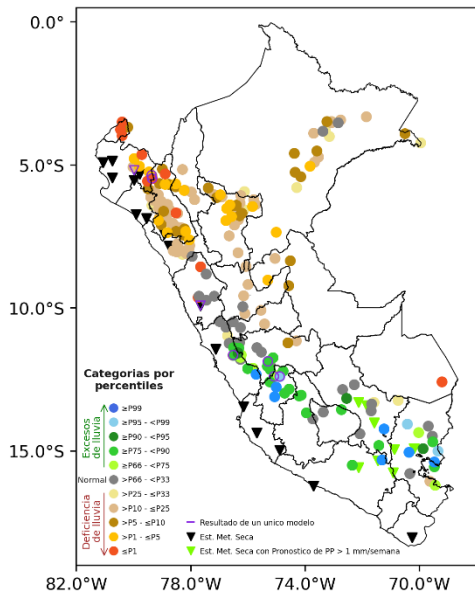 0.0°
5.0°S
10.0°S
15.0°S
82.0°W
78.0°W
74.0°W
70.0°W
Categorias por
percentiles
Excesos
de lluvia
Normal
Deficiencia
de lluvia
≥P99
≥P95 - <P99
≥P90 - <P95
≥P75 - <P90
≥P66 - <P75
≥P66 - <P33
>P25 - ≤P33
>P10 - ≤P25
>P5 - ≤P10
>P1 - ≤P5
≤P1
Resultado de un unico modelo
Est. Met. Seca
Est. Met. Seca con Pronostico de PP > 1 mm/semana